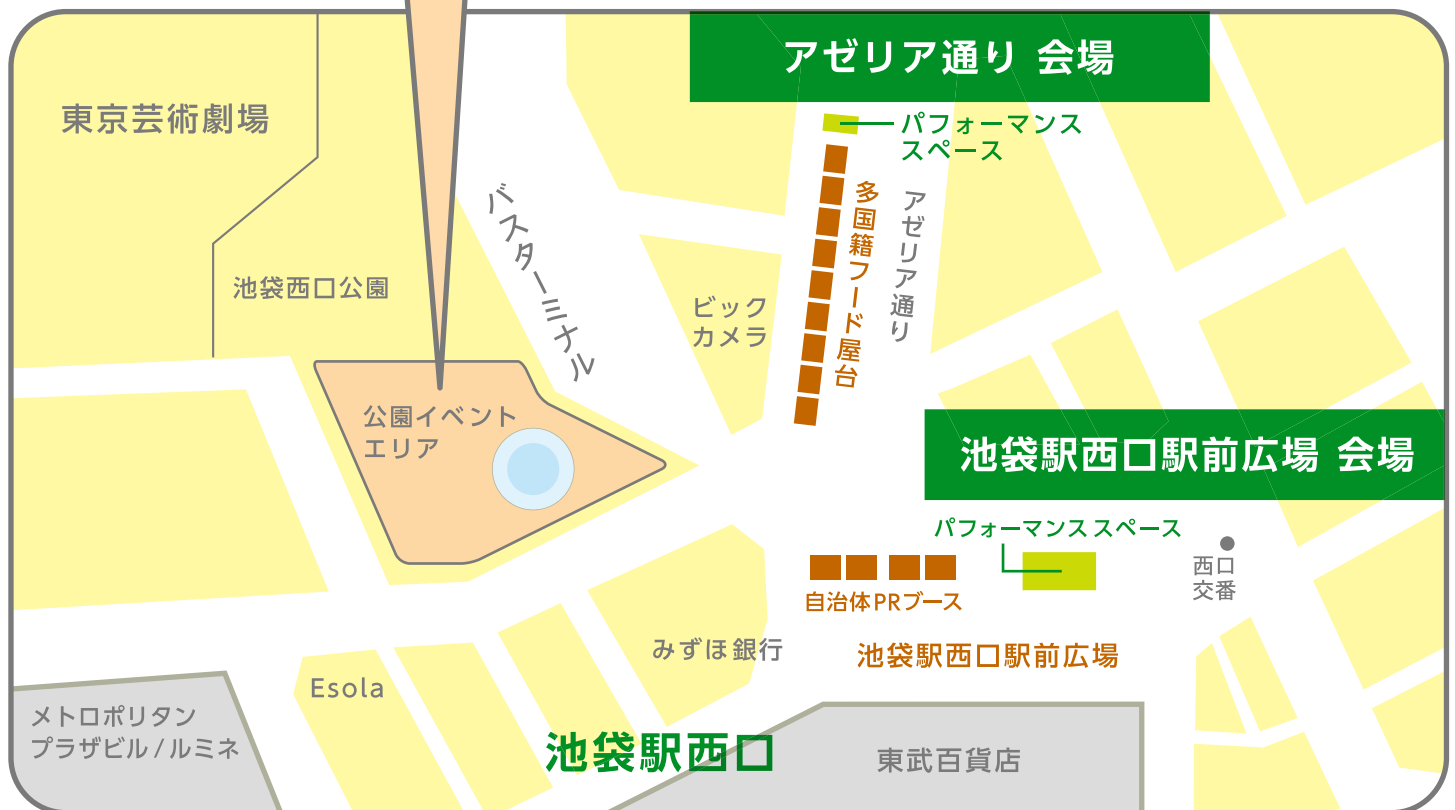 アゼリア通り 会場
東京芸術劇場
パフォーマンス
スペース
バスターミナル
多国籍フード屋台
アゼリア通り
池袋西口公園
ビック
カメラ
公園イベント
エリア
池袋駅西口駅前広場 会場
パフォーマンススペース
西口
交番
自治体PRブース
みずほ銀行
池袋駅西口駅前広場
Esola
メトロポリタン
プラザビル/ルミネ
池袋駅西口
東武百貨店